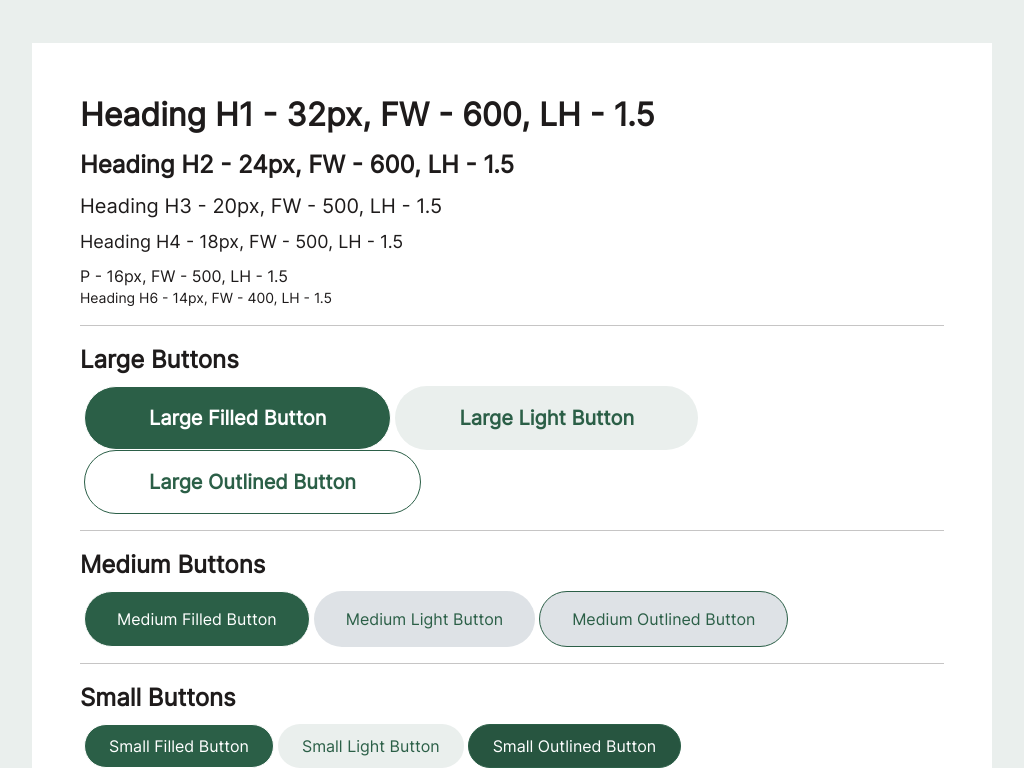 Heading H1 - 32px, FW - 600, LH - 1.5
Heading H2 - 24px, FW - 600, LH - 1.5
Heading H3 - 20px, FW - 500, LH - 1.5
Heading H4 - 18px, FW - 500, LH - 1.5
P - 16px, FW - 500, LH - 1.5
Heading H6 - 14px, FW - 400, LH - 1.5
Large Buttons
Large Filled Button Large Light Button
Large Outlined Button
Medium Buttons
Medium Filled Button Medium Light Button Medium Outlined Button
Small Buttons
Small Filled Button Small Light Button Small Outlined Button